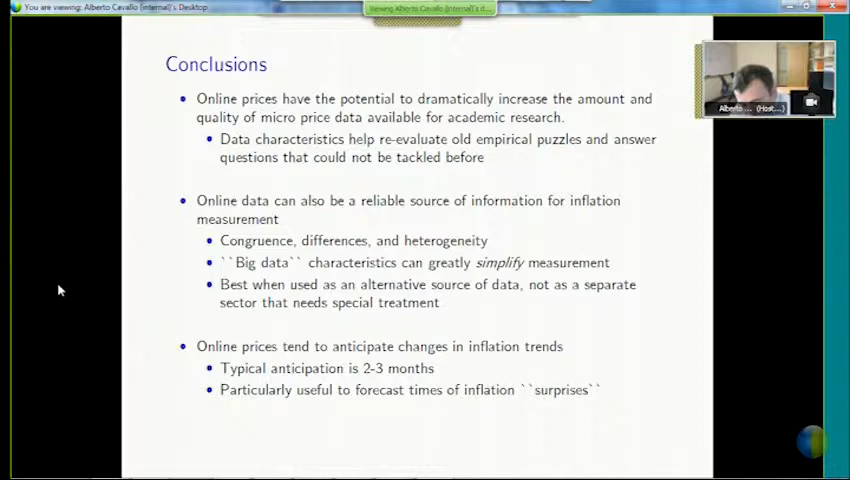 You are viewing: Alberto Cavallo (internal)'s Desktop
Viewing Alberto Cavallo (internal)'s d...
Conclusions
Online prices have the potential to dramatically increase the amount and
quality of micro price data available for academic research.
Data characteristics help re-evaluate old empirical puzzles and answer
questions that could not be tackled before
Online data can also be a reliable source of information for inflation
measurement
Congruence, differences, and heterogeneity
``Big data`` characteristics can greatly simplify measurement
Best when used as an alternative source of data, not as a separate
sector that needs special treatment
Online prices tend to anticipate changes in inflation trends
Typical anticipation is 2-3 months
Particularly useful to forecast times of inflation ``surprises``
Alberto ... (Host...